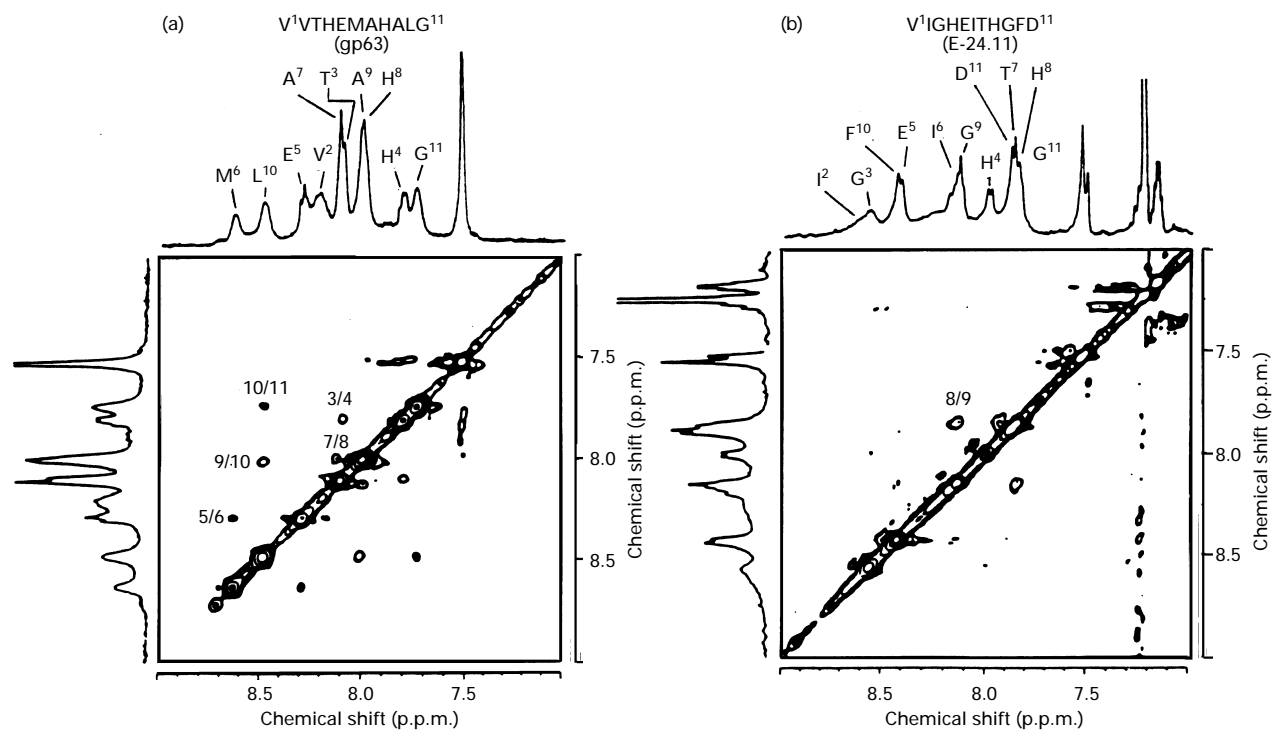 (a)
V¹VTHEMAHALG¹¹
(gp63)
A⁷ T³ A⁹ H⁸
E⁵ V² H⁴ G¹¹
M⁶ L¹⁰
10/11 3/4
7/8
9/10
5/6
7.5
8.0
8.5
Chemical shift (p.p.m.)
8.5 8.0 7.5
Chemical shift (p.p.m.)
(b)
V¹IGHEITHGFD¹¹
(E-24.11)
D¹¹ T⁷ H⁸
F¹⁰ E⁵ I⁶ G⁹
H⁴ G¹¹
I² G³
8/9
7.5
8.0
8.5
Chemical shift (p.p.m.)
8.5 8.0 7.5
Chemical shift (p.p.m.)